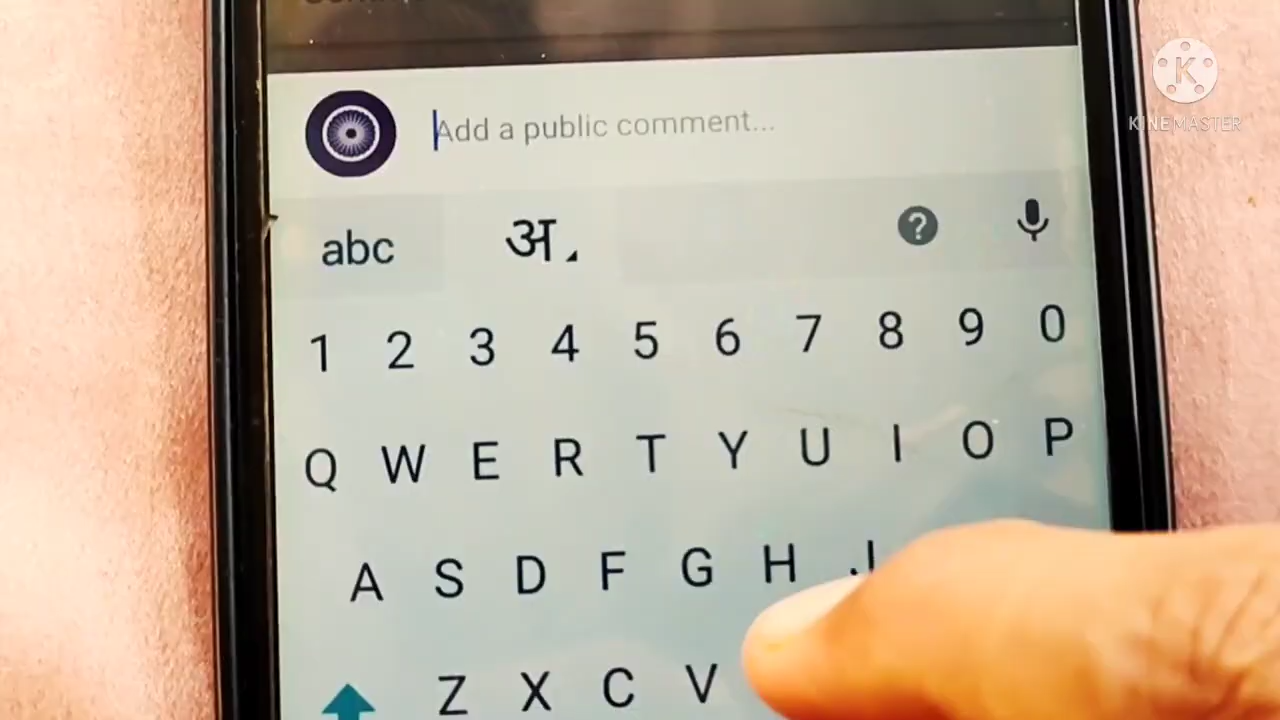 Add a public comment...
abc अ
1 2 3 4 5 6 7 8 9 0
Q W E R T Y U I O P
A S D F G H J
Z X C V
K
KINEMASTER